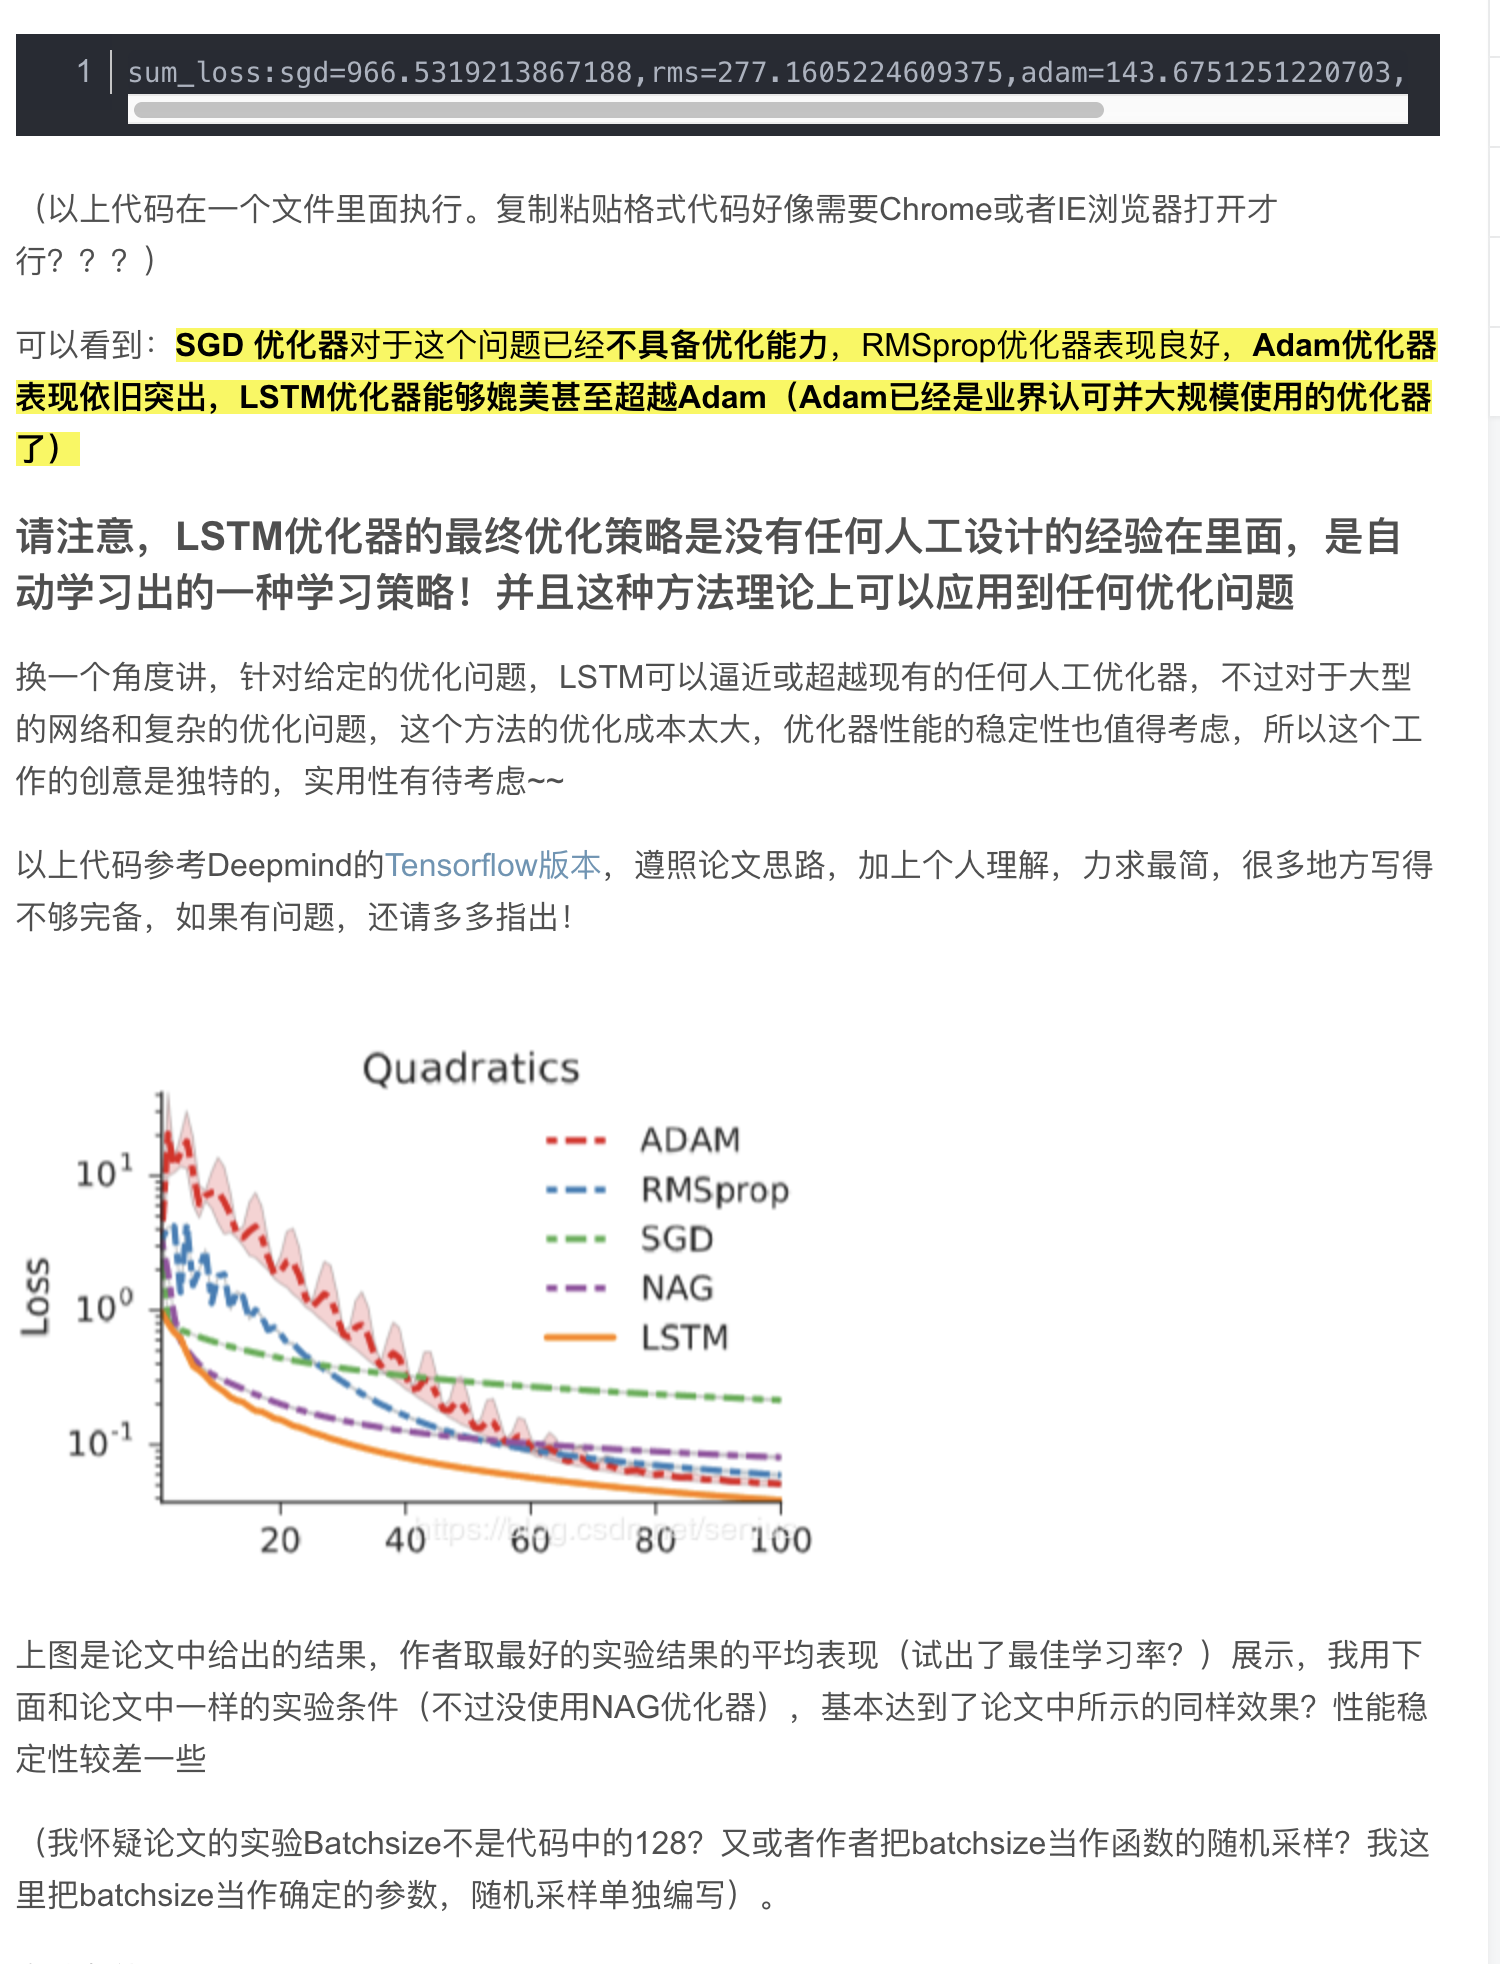 1 sum_loss:sgd=966.5319213867188,rms=277.1605224609375,adam=143.6751251220703,
（以上代码在一个文件里面执行。复制粘贴格式代码好像需要Chrome或者IE浏览器打开才
行？？？）
可以看到：SGD 优化器对于这个问题已经不具备优化能力，RMSprop优化器表现良好，Adam优化器
表现依旧突出，LSTM优化器能够媲美甚至超越Adam（Adam已经是业界认可并大规模使用的优化器
了）
请注意，LSTM优化器的最终优化策略是没有任何人工设计的经验在里面，是自
动学习出的一种学习策略！并且这种方法理论上可以应用到任何优化问题
换一个角度讲，针对给定的优化问题，LSTM可以逼近或超越现有的任何人工优化器，不过对于大型
的网络和复杂的优化问题，这个方法的优化成本太大，优化器性能的稳定性也值得考虑，所以这个工
作的创意是独特的，实用性有待考虑~~
以上代码参考Deepmind的Tensorflow版本，遵照论文思路，加上个人理解，力求最简，很多地方写得
不够完备，如果有问题，还请多多指出！
Quadratics
ADAM
RMSprop
SGD
NAG
LSTM
Loss
10¹
10⁰
10⁻¹
20 40 60 80 100
https://blog.csdn.net/senius
上图是论文中给出的结果，作者取最好的实验结果的平均表现（试出了最佳学习率？）展示，我用下
面和论文中一样的实验条件（不过没使用NAG优化器），基本达到了论文中所示的同样效果？性能稳
定性较差一些
（我怀疑论文的实验Batchsize不是代码中的128？又或者作者把batchsize当作函数的随机采样？我这
里把batchsize当作确定的参数，随机采样单独编写）。